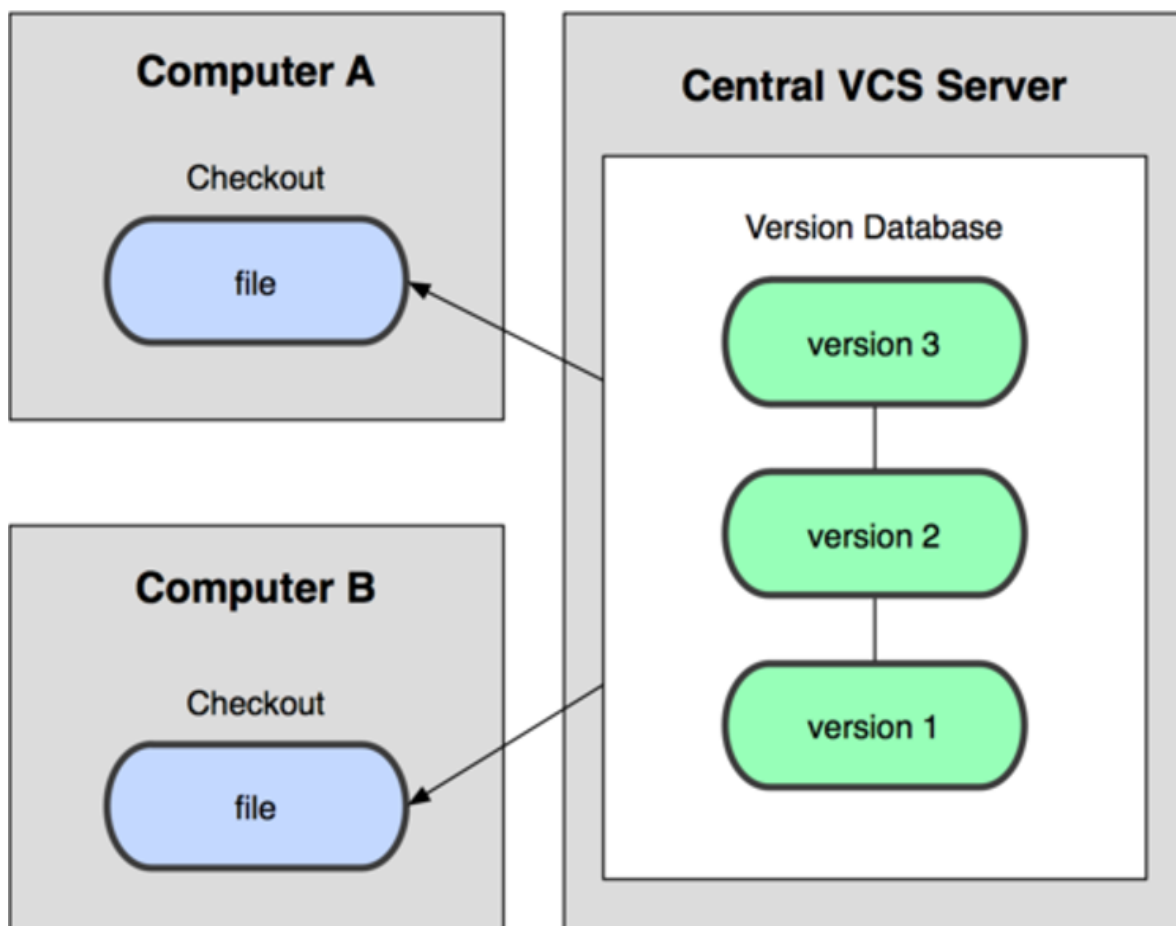 Computer A
Checkout
file
Computer B
Checkout
file
Central VCS Server
Version Database
version 3
version 2
version 1